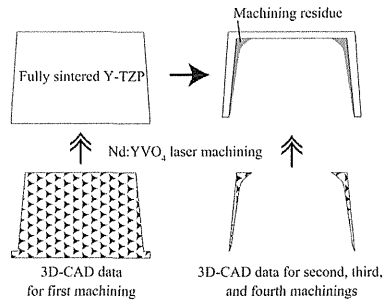 Machining residue
Fully sintered Y-TZP
Nd:YVO₄ laser machining
3D-CAD data
for first machining
3D-CAD data for second, third,
and fourth machinings